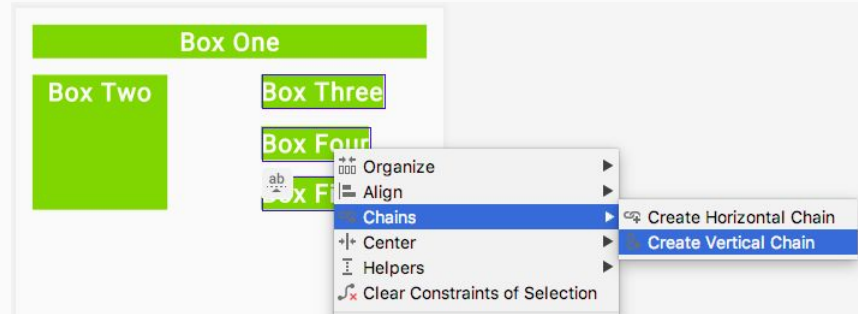 Box One
Box Two
Box Three
Box Four
ab
x Fi
Organize
Align
Chains
Create Horizontal Chain
Create Vertical Chain
Center
Helpers
Clear Constraints of Selection